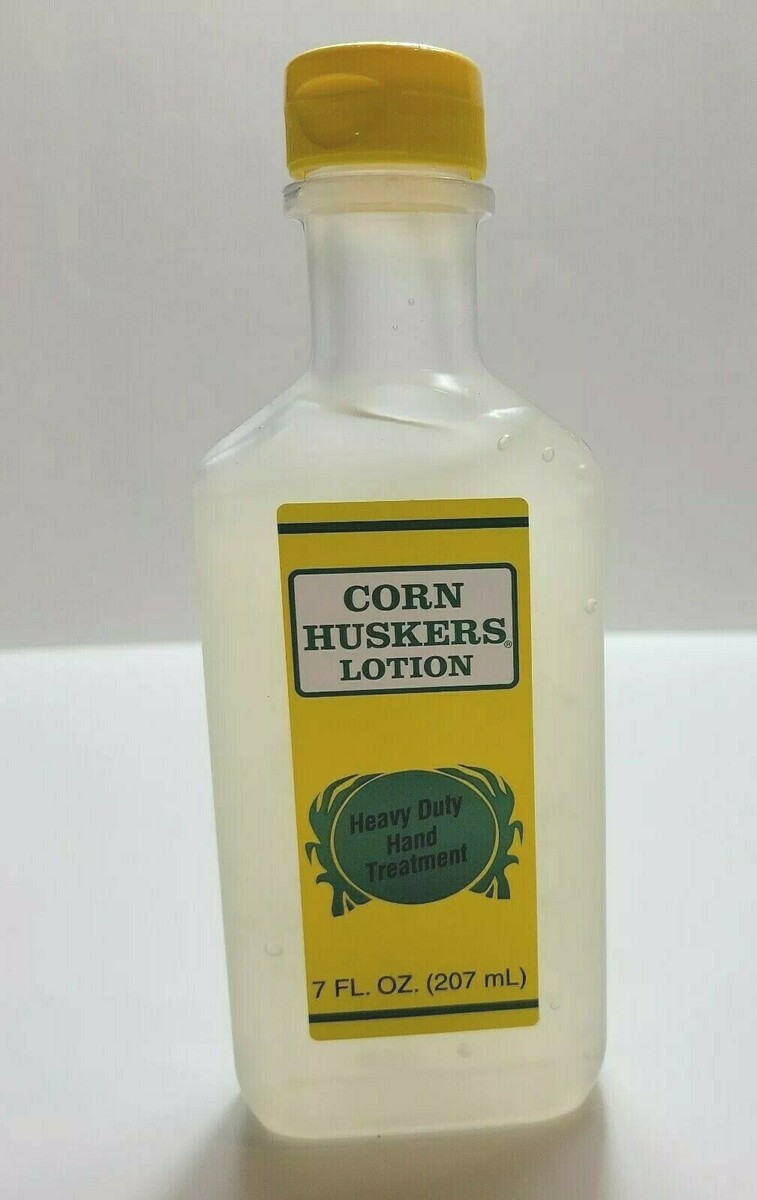 CORN
HUSKERS®
LOTION
Heavy Duty
Hand
Treatment
7 FL. OZ. (207 mL)